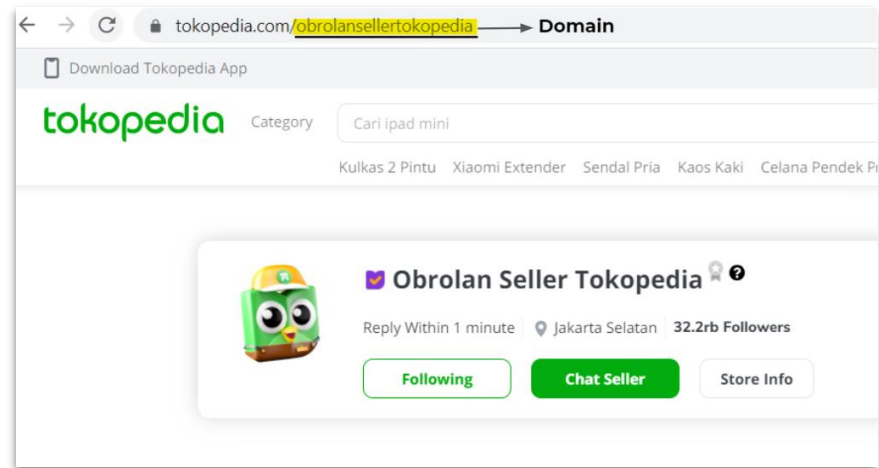 tokopedia.com/obrolansellertokopedia Domain
Download Tokopedia App
tokopedia Category Cari ipad mini
Kulkas 2 Pintu Xiaomi Extender Sendal Pria Kaos Kaki Celana Pendek
Obrolan Seller Tokopedia
Reply Within 1 minute Jakarta Selatan 32.2rb Followers
Following Chat Seller Store Info